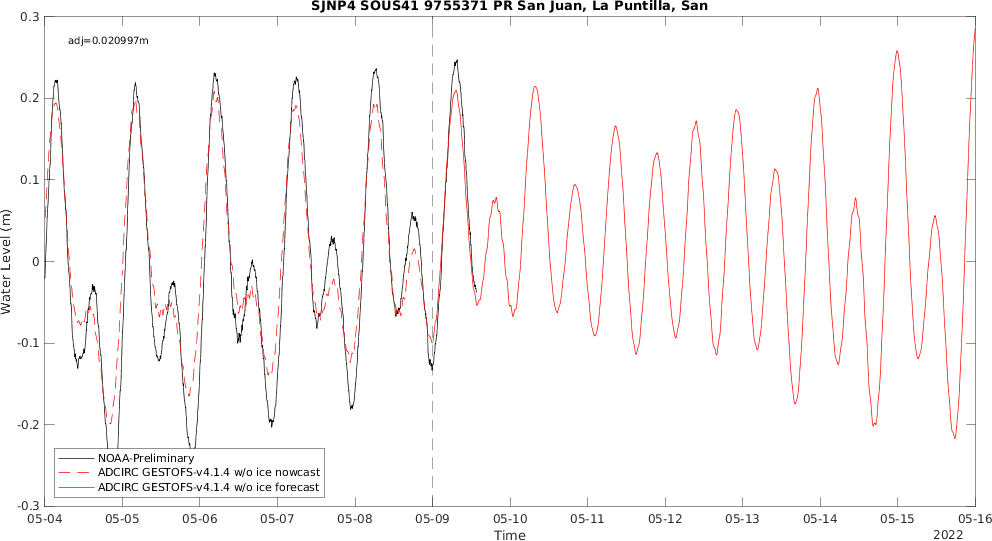 SJNP4 SOUS41 9755371 PR San Juan, La Puntilla, San
adj=0.020997m
0.3
0.2
0.1
0
-0.1
-0.2
-0.3
Water Level (m)
NOAA-Preliminary
ADCIRC GESTOFS-v4.1.4 w/o ice nowcast
ADCIRC GESTOFS-v4.1.4 w/o ice forecast
05-04 05-05 05-06 05-07 05-08 05-09 05-10 05-11 05-12 05-13 05-14 05-15 05-16
Time
2022